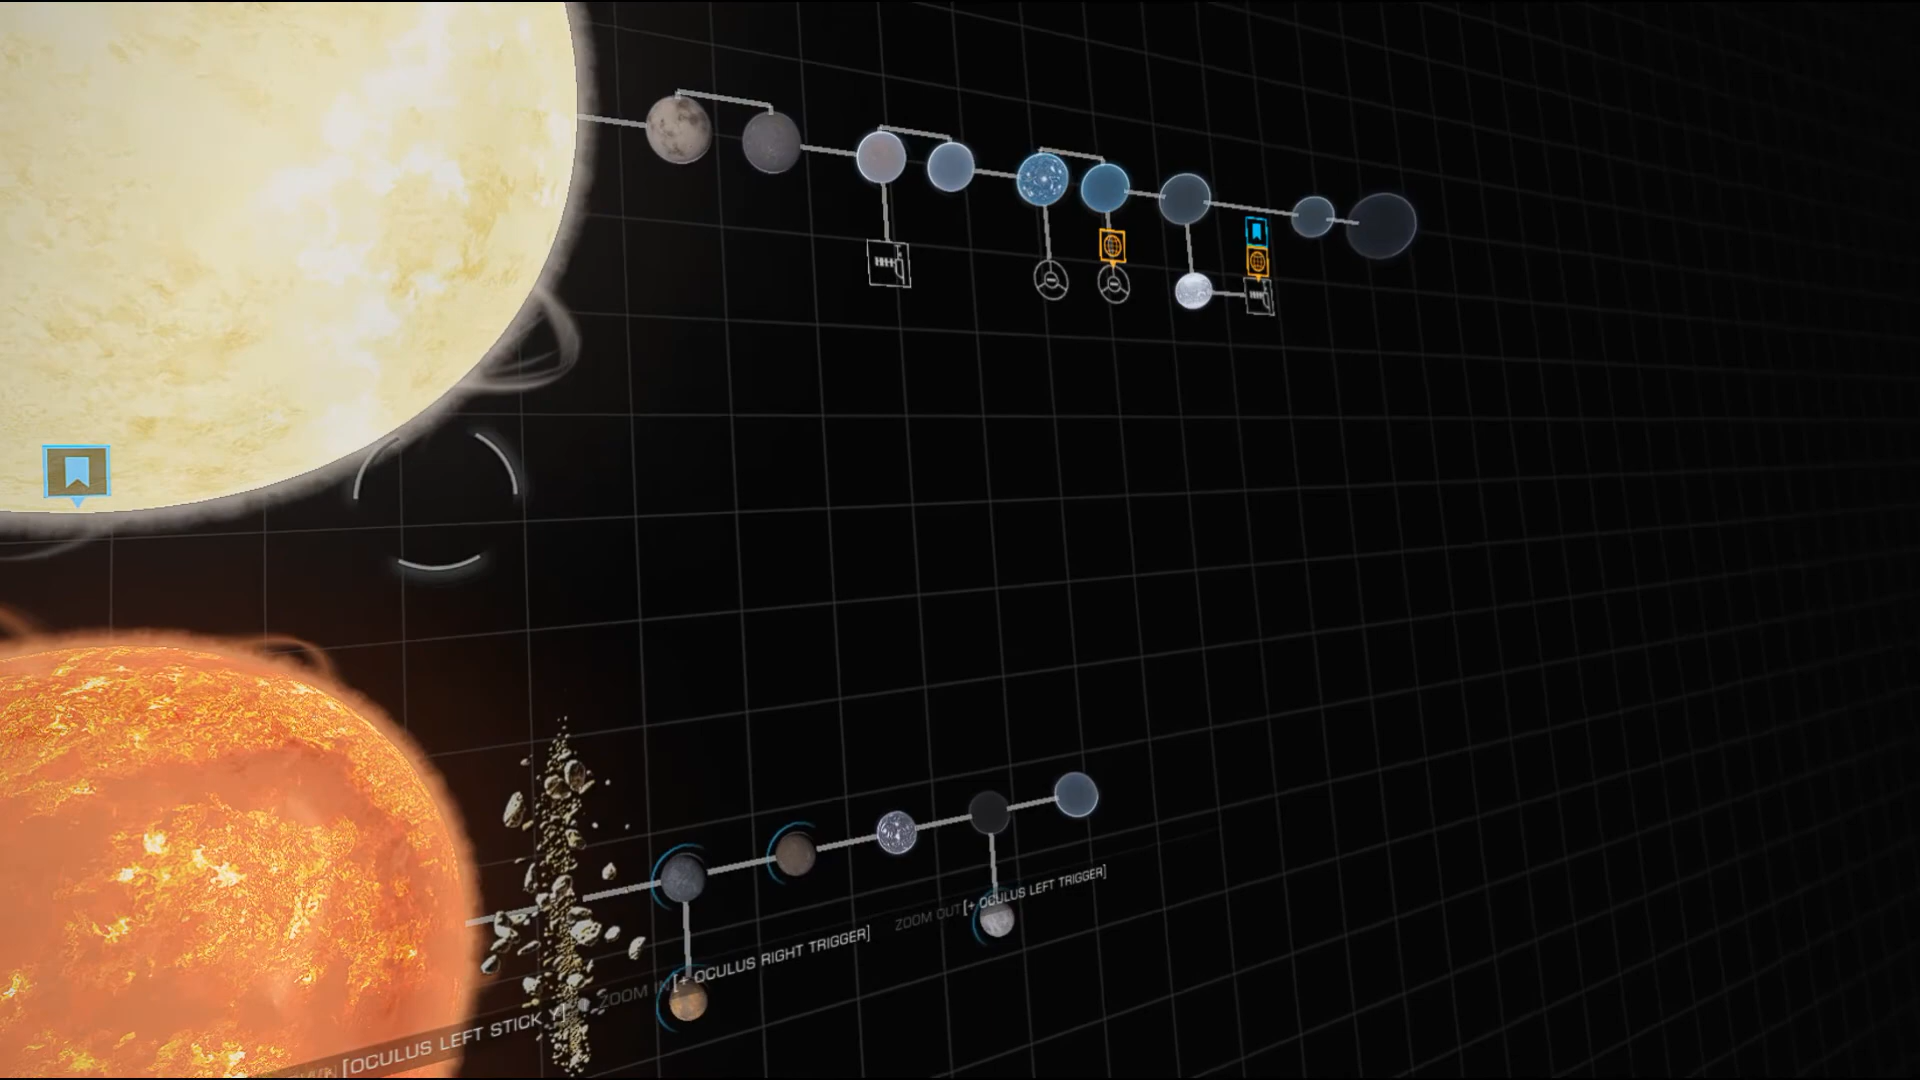 ZOOM OUT [+ OCULUS LEFT TRIGGER]
ZOOM IN [+ OCULUS RIGHT TRIGGER]
[OCULUS LEFT STICK Y]